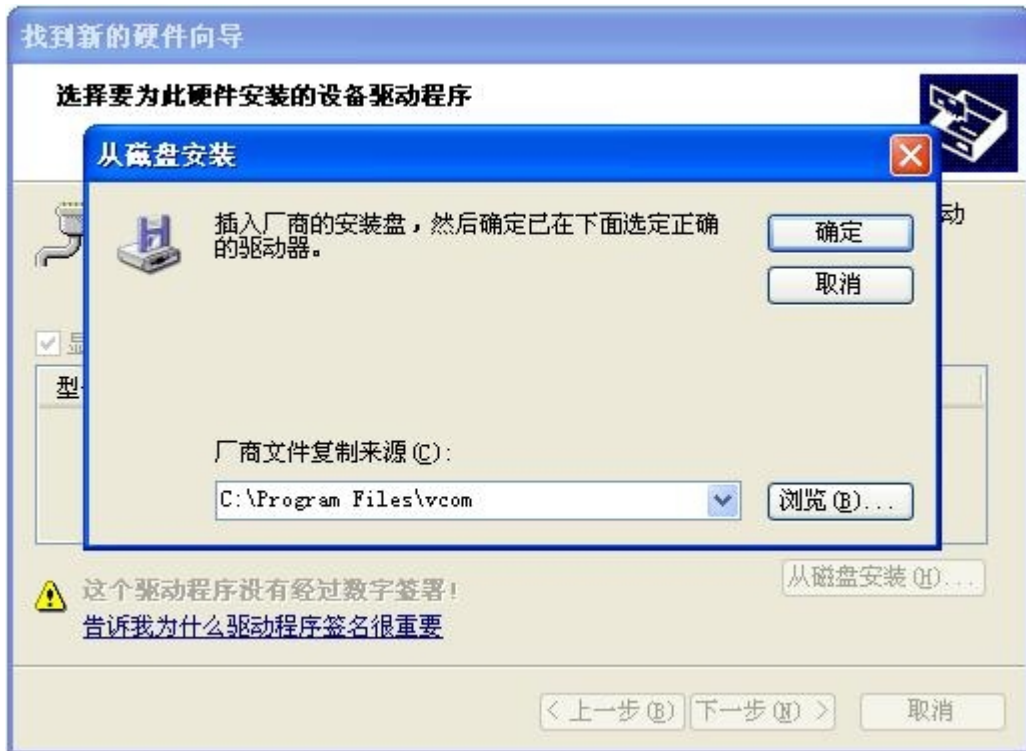 找到新的硬件向导
选择要为此硬件安装的设备驱动程序
从磁盘安装
插入厂商的安装盘，然后确定已在下面选定正确
的驱动器。
确定
取消
动
显
型
厂商文件复制来源(C):
C:\Program Files\vcom
浏览(B)...
从磁盘安装(H)...
这个驱动程序没有经过数字签署!
告诉我为什么驱动程序签名很重要
< 上一步(B)
下一步(N) >
取消